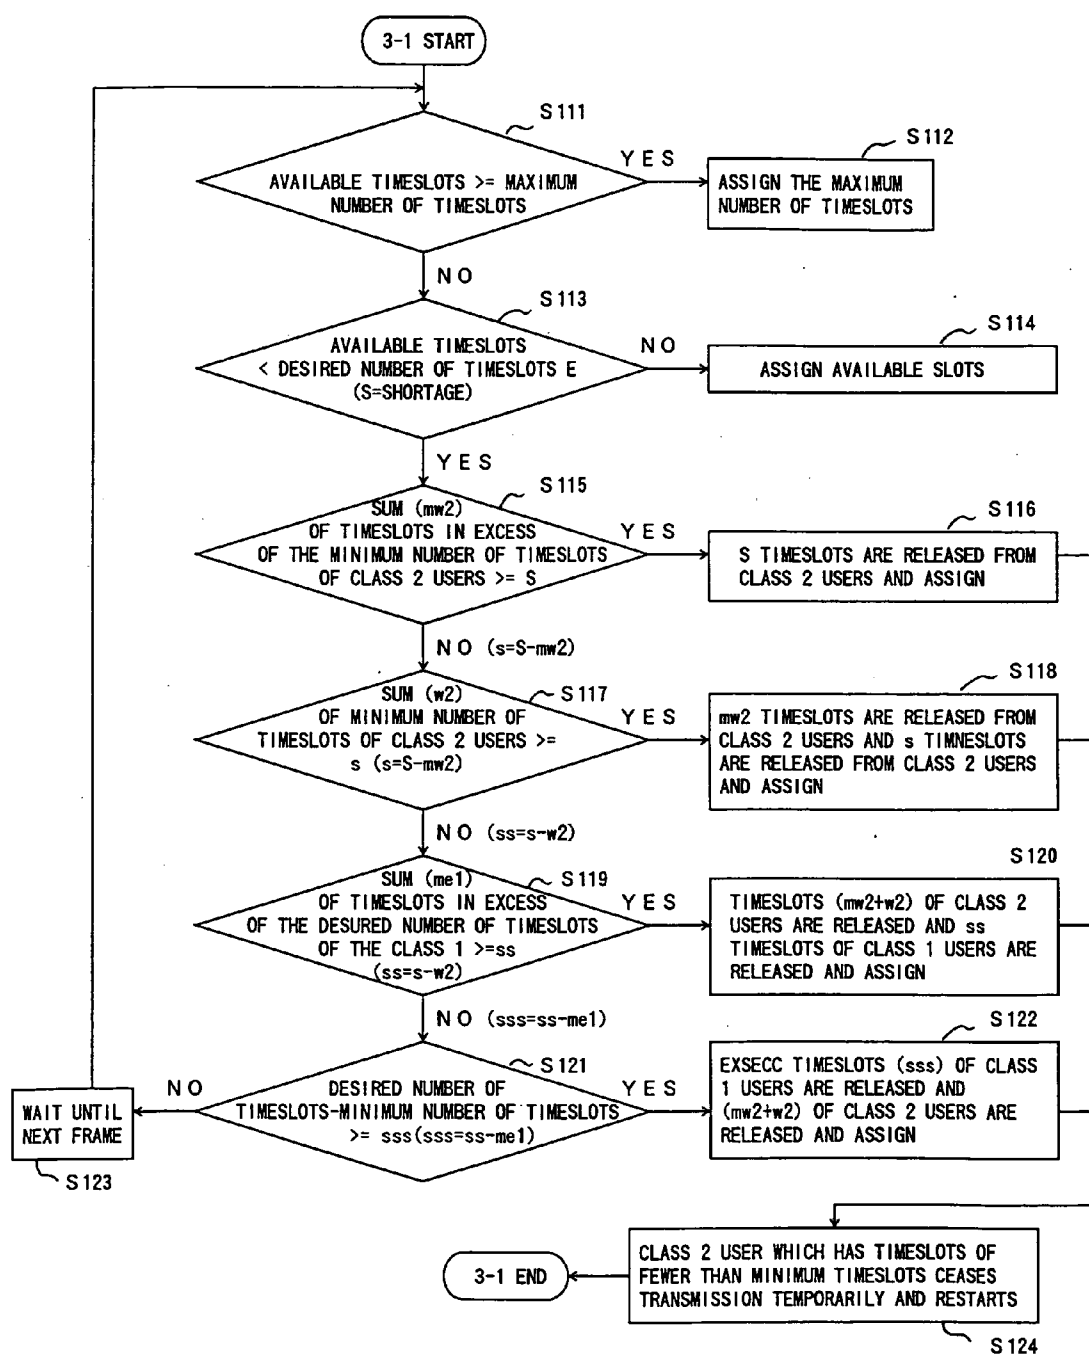 3-1 START
S111
AVAILABLE TIMESLOTS >= MAXIMUM
NUMBER OF TIMESLOTS
YES
S112
ASSIGN THE MAXIMUM
NUMBER OF TIMESLOTS
NO
S113
AVAILABLE TIMESLOTS
< DESIRED NUMBER OF TIMESLOTS E
(S=SHORTAGE)
NO
S114
ASSIGN AVAILABLE SLOTS
YES
S115
SUM (mw2)
OF TIMESLOTS IN EXCESS
OF THE MINIMUM NUMBER OF TIMESLOTS
OF CLASS 2 USERS >= S
YES
S116
S TIMESLOTS ARE RELEASED FROM
CLASS 2 USERS AND ASSIGN
NO (s=S-mw2)
S117
SUM (w2)
OF MINIMUM NUMBER OF
TIMESLOTS OF CLASS 2 USERS >=
s (s=S-mw2)
YES
S118
mw2 TIMESLOTS ARE RELEASED FROM
CLASS 2 USERS AND s TIMNESLOTS
ARE RELEASED FROM CLASS 2 USERS
AND ASSIGN
NO (ss=s-w2)
S119
SUM (me1)
OF TIMESLOTS IN EXCESS
OF THE DESURED NUMBER OF TIMESLOTS
OF THE CLASS 1 >=ss
(ss=s-w2)
YES
S120
TIMESLOTS (mw2+w2) OF CLASS 2
USERS ARE RELEASED AND ss
TIMESLOTS OF CLASS 1 USERS ARE
RELEASED AND ASSIGN
NO (sss=ss-me1)
S121
DESIRED NUMBER OF
TIMESLOTS-MINIMUM NUMBER OF TIMESLOTS
>= sss(sss=ss-me1)
YES
S122
EXSECC TIMESLOTS (sss) OF CLASS
1 USERS ARE RELEASED AND
(mw2+w2) OF CLASS 2 USERS ARE
RELEASED AND ASSIGN
NO
WAIT UNTIL
NEXT FRAME
S123
CLASS 2 USER WHICH HAS TIMESLOTS OF
FEWER THAN MINIMUM TIMESLOTS CEASES
TRANSMISSION TEMPORARILY AND RESTARTS
S124
3-1 END